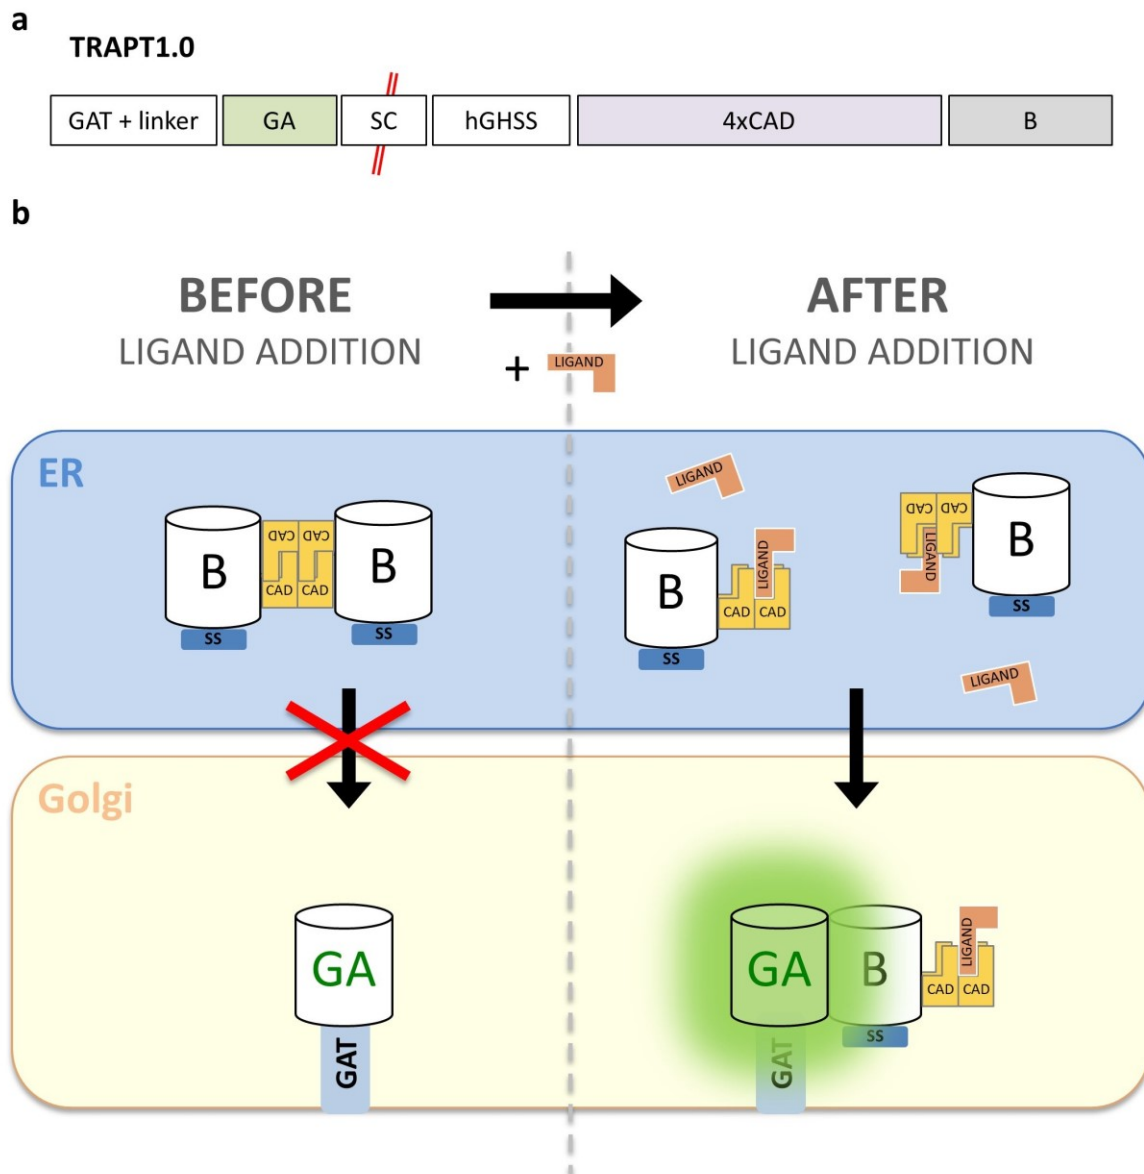 a
TRAPT1.0
GAT + linker GA SC hGHSS 4xCAD B
b
BEFORE
LIGAND ADDITION
+ LIGAND
AFTER
LIGAND ADDITION
ER
B
CAD CAD
CAD CAD
B
SS
SS
LIGAND
B
LIGAND
CAD CAD
SS
CAD CAD
LIGAND
B
SS
LIGAND
Golgi
GA
GAT
GA
B
LIGAND
CAD CAD
SS
GAT